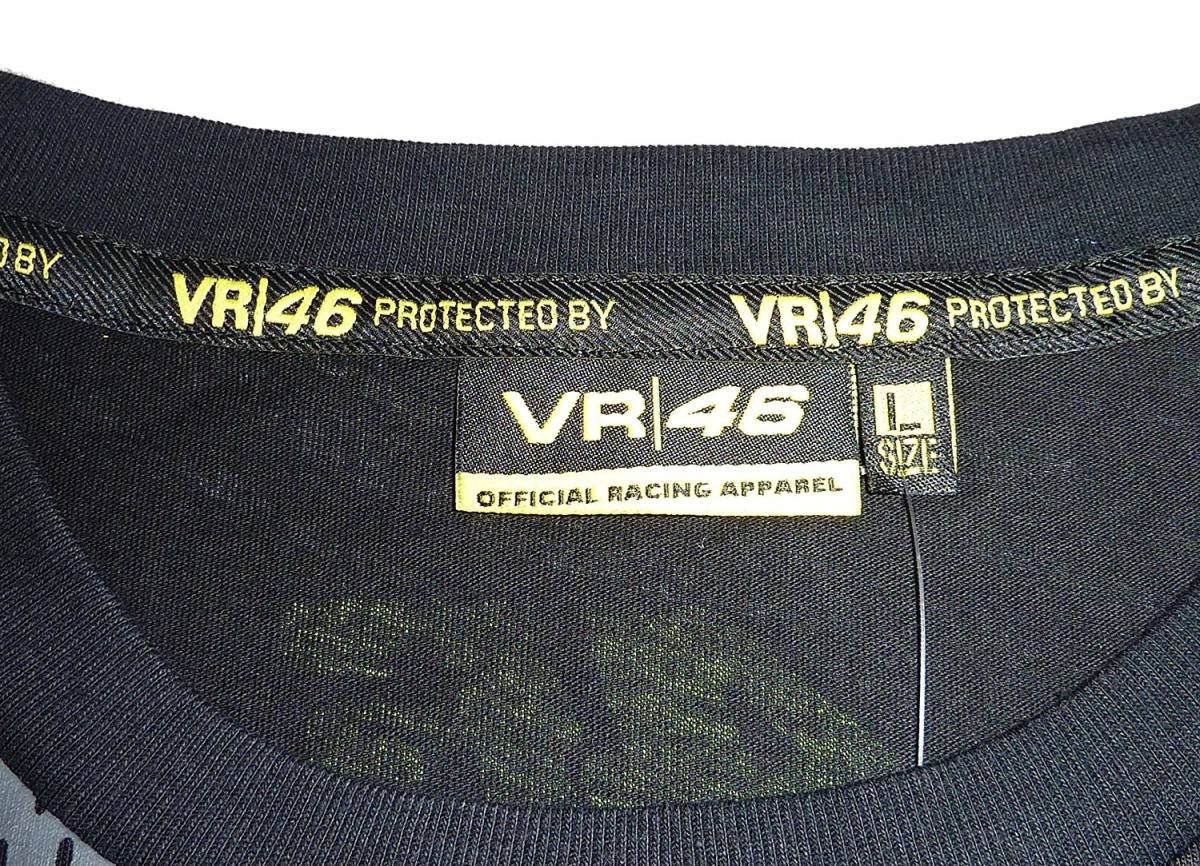 D BY VR|46 PROTECTED BY VR|46 PROTECTED BY
VR|46
OFFICIAL RACING APPAREL
L
SIZE